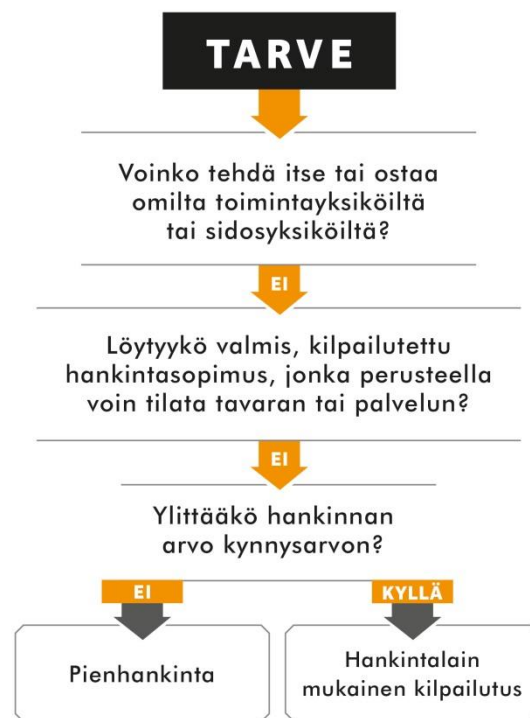 TARVE
Voinko tehdä itse tai ostaa
omilta toimintayksiköiltä
tai sidosyksiköiltä?
EI
Löytyykö valmis, kilpailutettu
hankintasopimus, jonka perusteella
voin tilata tavaran tai palvelun?
EI
Ylittääkö hankinnan
arvo kynnysarvon?
EI
KYLLÄ
Pienhankinta
Hankintalain
mukainen kilpailutus